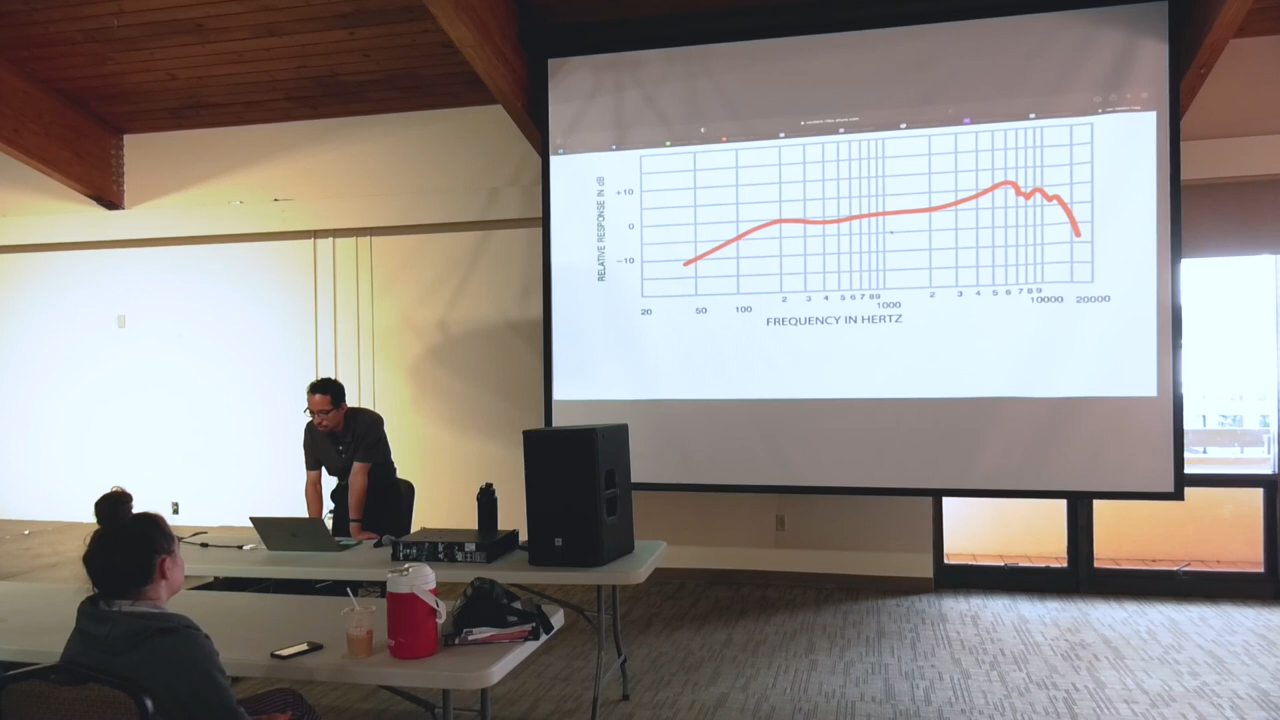 RELATIVE RESPONSE IN dB
+10
0
−10
2 3 4 5 6 7 8 9 2 3 4 5 6 7 8 9
20 50 100 1000 10000 20000
FREQUENCY IN HERTZ